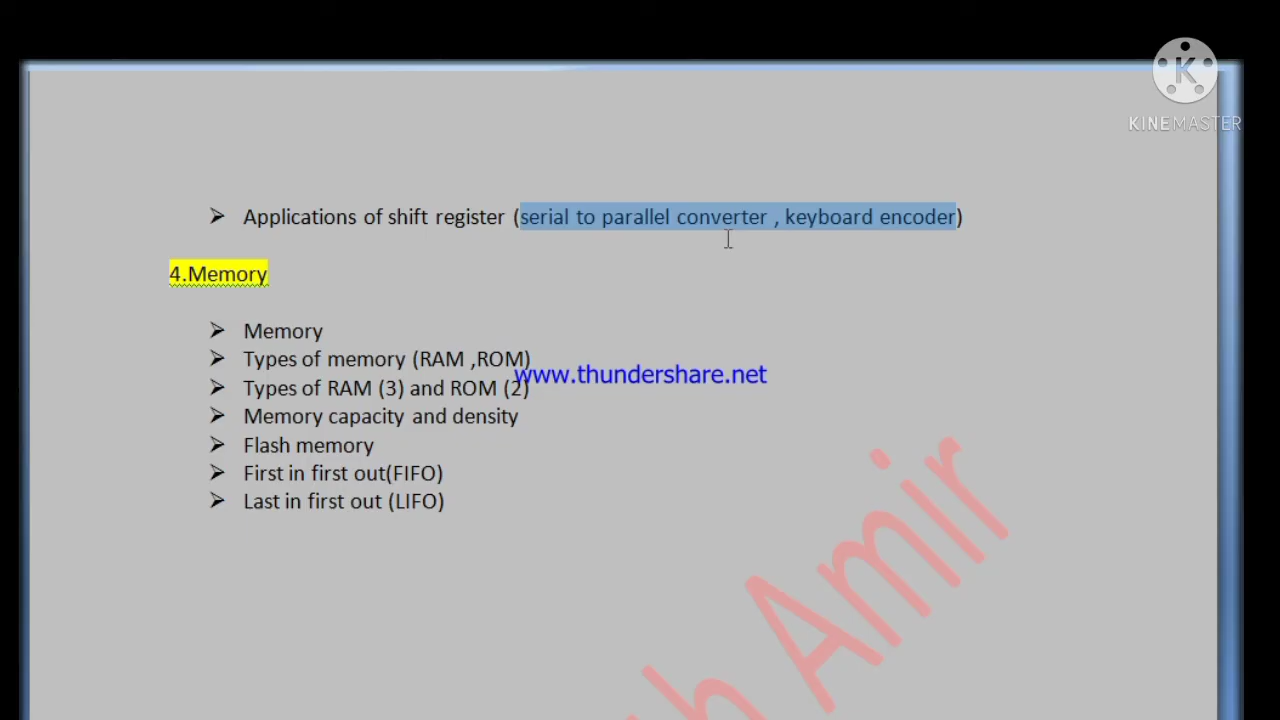 K
KINEMASTER
➢ Applications of shift register (serial to parallel converter , keyboard encoder)
4.Memory
➢ Memory
➢ Types of memory (RAM ,ROM)
www.thundershare.net
➢ Types of RAM (3) and ROM (2)
➢ Memory capacity and density
➢ Flash memory
➢ First in first out(FIFO)
➢ Last in first out (LIFO)
h Amir